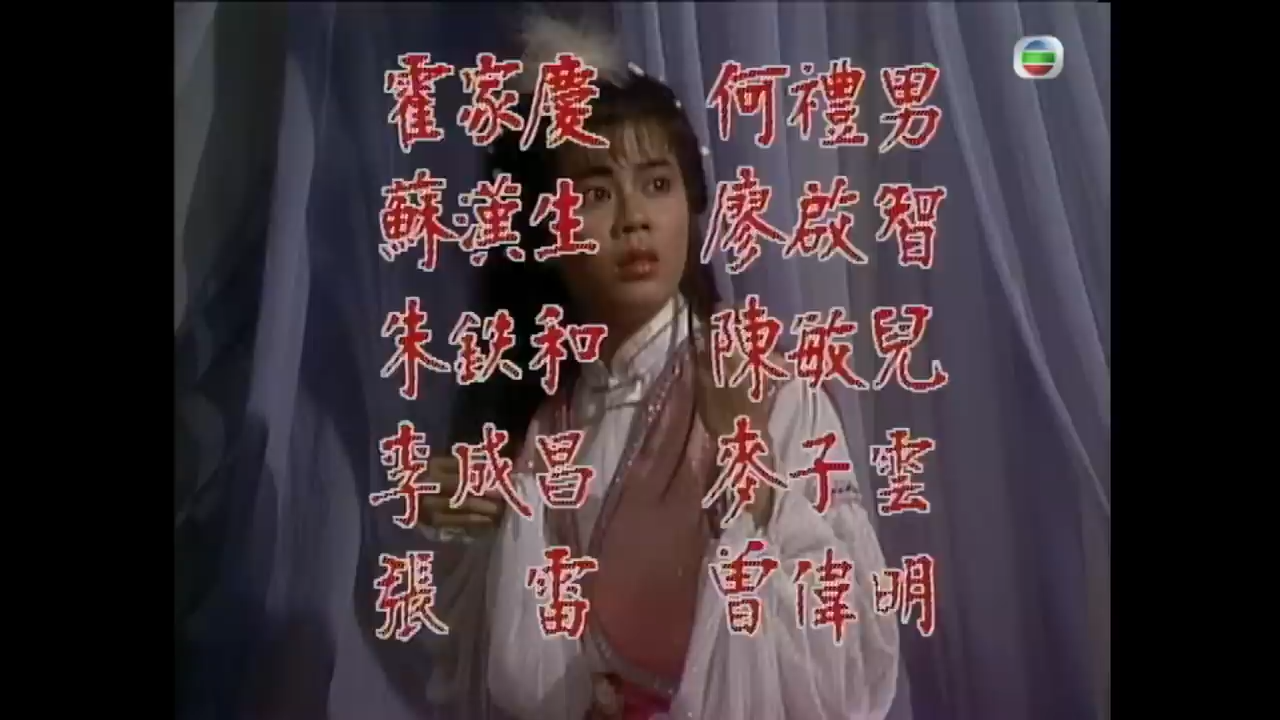 霍家慶 何禮男
蘇漢生 廖啟智
朱鉄和 陳敏兒
李成昌 麥子雲
張雷 曾偉明